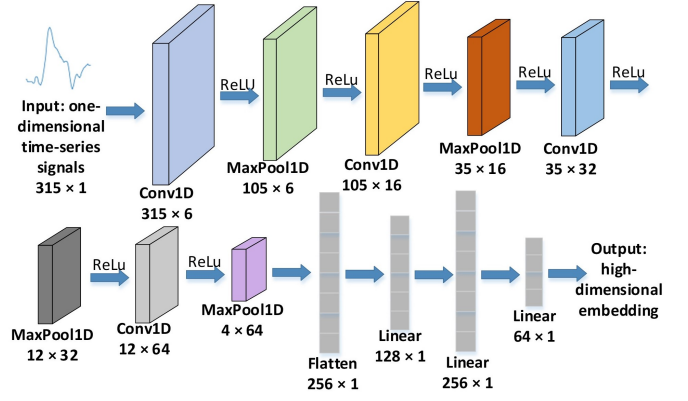 Input: one-
dimensional
time-series
signals
315 × 1
Conv1D
315 × 6
ReLU
MaxPool1D
105 × 6
ReLu
Conv1D
105 × 16
ReLu
MaxPool1D
35 × 16
ReLu
Conv1D
35 × 32
ReLu
MaxPool1D
12 × 32
ReLu
Conv1D
12 × 64
ReLu
MaxPool1D
4 × 64
Flatten
256 × 1
Linear
128 × 1
Linear
256 × 1
Linear
64 × 1
Output:
high-
dimensional
embedding